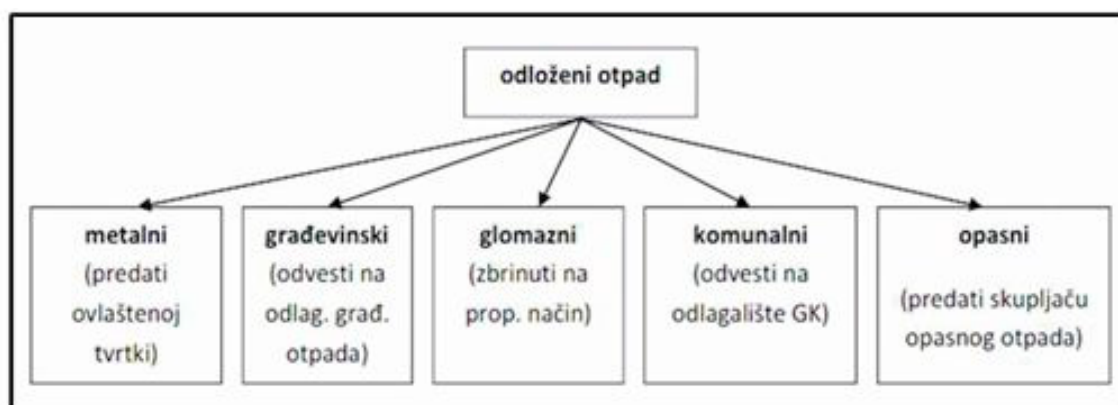 odloženi otpad
metalni
(predati
ovlaštenoj
tvrtki)
građevinski
(odvesti na
odlag. građ.
otpada)
glomazni
(zbrinuti na
prop. način)
komunalni
(odvesti na
odlagalište GK)
opasni
(predati skupljaču
opasnog otpada)